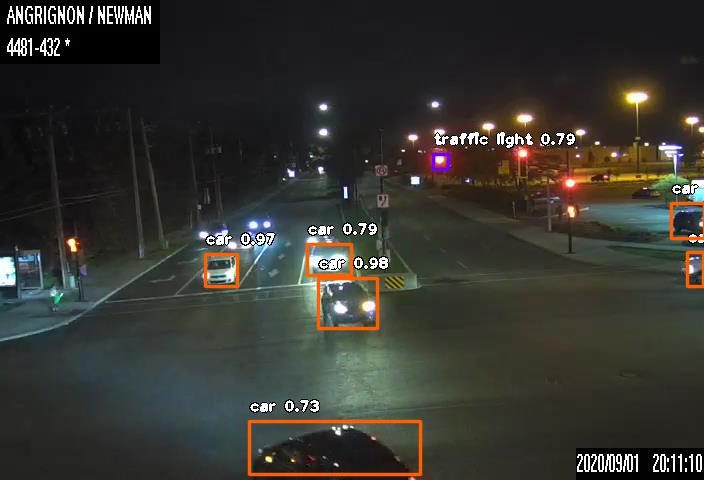 ANGRIGNON / NEWMAN
4481-432 *
traffic light 0.79
car
car 0.79
car 0.97
car 0.98
car 0.73
2020/09/01 20:11:10